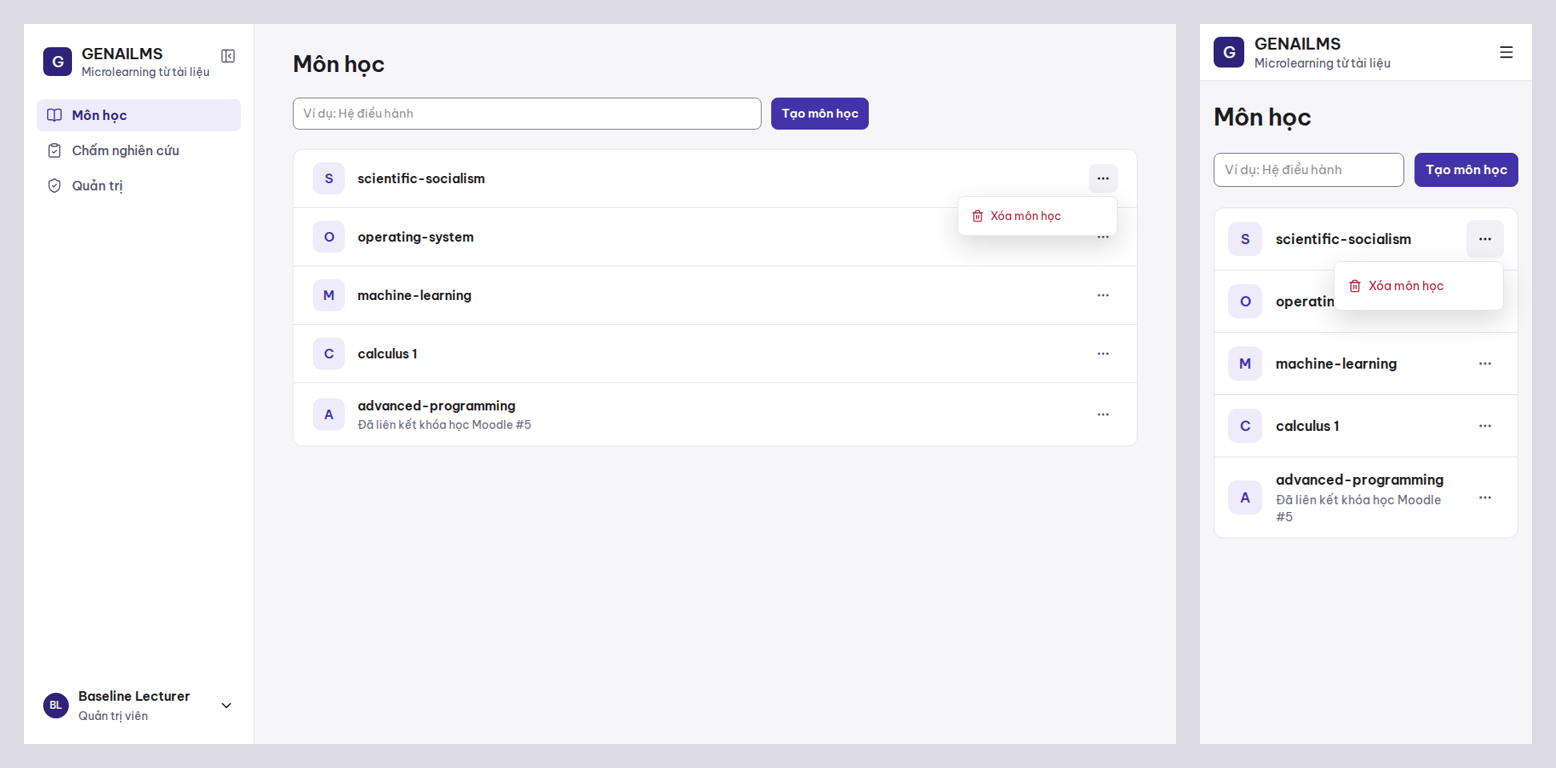 G
GENAILMS
Microlearning từ tài liệu
Môn học
Chấm nghiên cứu
Quản trị
BL
Baseline Lecturer
Quản trị viên
Môn học
Ví dụ: Hệ điều hành
Tạo môn học
S
scientific-socialism
Xóa môn học
O
operating-system
M
machine-learning
C
calculus 1
A
advanced-programming
Đã liên kết khóa học Moodle #5
G
GENAILMS
Microlearning từ tài liệu
Môn học
Ví dụ: Hệ điều hành
Tạo môn học
S
scientific-socialism
Xóa môn học
O
operatin
M
machine-learning
C
calculus 1
A
advanced-programming
Đã liên kết khóa học Moodle
#5